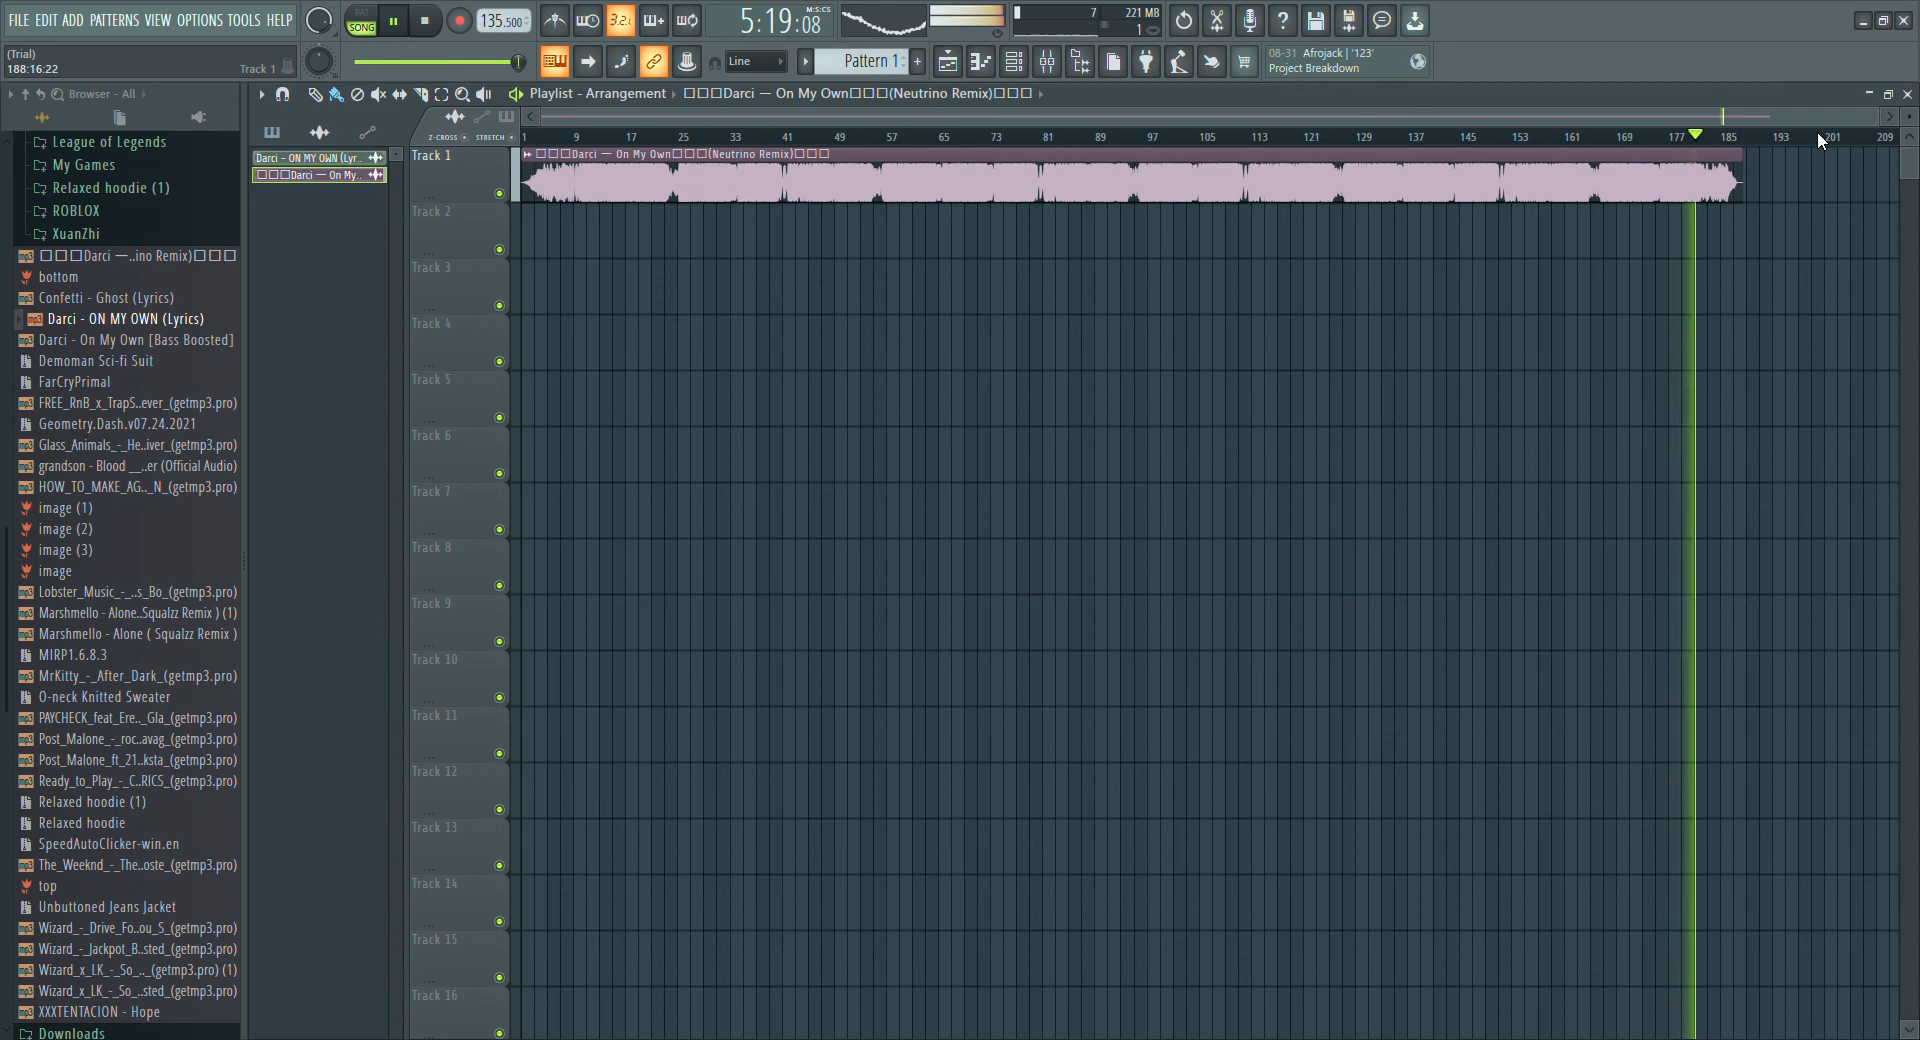 FILE EDIT ADD PATTERNS VIEW OPTIONS TOOLS HELP
PAT
SONG
135.500
3.2.
5:19:08
M:S:CS
7
221 MB
1
(Trial)
188:16:22
Track 1
Line
Pattern 1
08-31 Afrojack | '123'
Project Breakdown
Browser - All
Playlist - Arrangement
□□□Darci — On My Own□□□(Neutrino Remix)□□□
Z-CROSS
STRETCH
1 9 17 25 33 41 49 57 65 73 81 89 97 105 113 121 129 137 145 153 161 169 177 185 193 201 209
League of Legends
My Games
Relaxed hoodie (1)
ROBLOX
XuanZhi
□□□Darci —..ino Remix)□□□
bottom
Confetti - Ghost (Lyrics)
Darci - ON MY OWN (Lyrics)
Darci - On My Own [Bass Boosted]
Demoman Sci-fi Suit
FarCryPrimal
FREE_RnB_x_TrapS..ever_(getmp3.pro)
Geometry.Dash.v07.24.2021
Glass_Animals_-_He..iver_(getmp3.pro)
grandson - Blood __..er (Official Audio)
HOW_TO_MAKE_AG.._N_(getmp3.pro)
image (1)
image (2)
image (3)
image
Lobster_Music_-_..s_Bo_(getmp3.pro)
Marshmello - Alone..Squalzz Remix ) (1)
Marshmello - Alone ( Squalzz Remix )
MIRP1.6.8.3
MrKitty_-_After_Dark_(getmp3.pro)
O-neck Knitted Sweater
PAYCHECK_feat_Ere.._Gla_(getmp3.pro)
Post_Malone_-_roc..avag_(getmp3.pro)
Post_Malone_ft_21..ksta_(getmp3.pro)
Ready_to_Play_-_C..RICS_(getmp3.pro)
Relaxed hoodie (1)
Relaxed hoodie
SpeedAutoClicker-win.en
The_Weeknd_-_The..oste_(getmp3.pro)
top
Unbuttoned Jeans Jacket
Wizard_-_Drive_Fo..ou_S_(getmp3.pro)
Wizard_-_Jackpot_B..sted_(getmp3.pro)
Wizard_x_LK_-_So_.._(getmp3.pro) (1)
Wizard_x_LK_-_So_..sted_(getmp3.pro)
XXXTENTACION - Hope
Downloads
Darci - ON MY OWN (Lyr..
□□□Darci — On My..
Track 1
□□□Darci — On My Own□□□(Neutrino Remix)□□□
Track 2
Track 3
Track 4
Track 5
Track 6
Track 7
Track 8
Track 9
Track 10
Track 11
Track 12
Track 13
Track 14
Track 15
Track 16